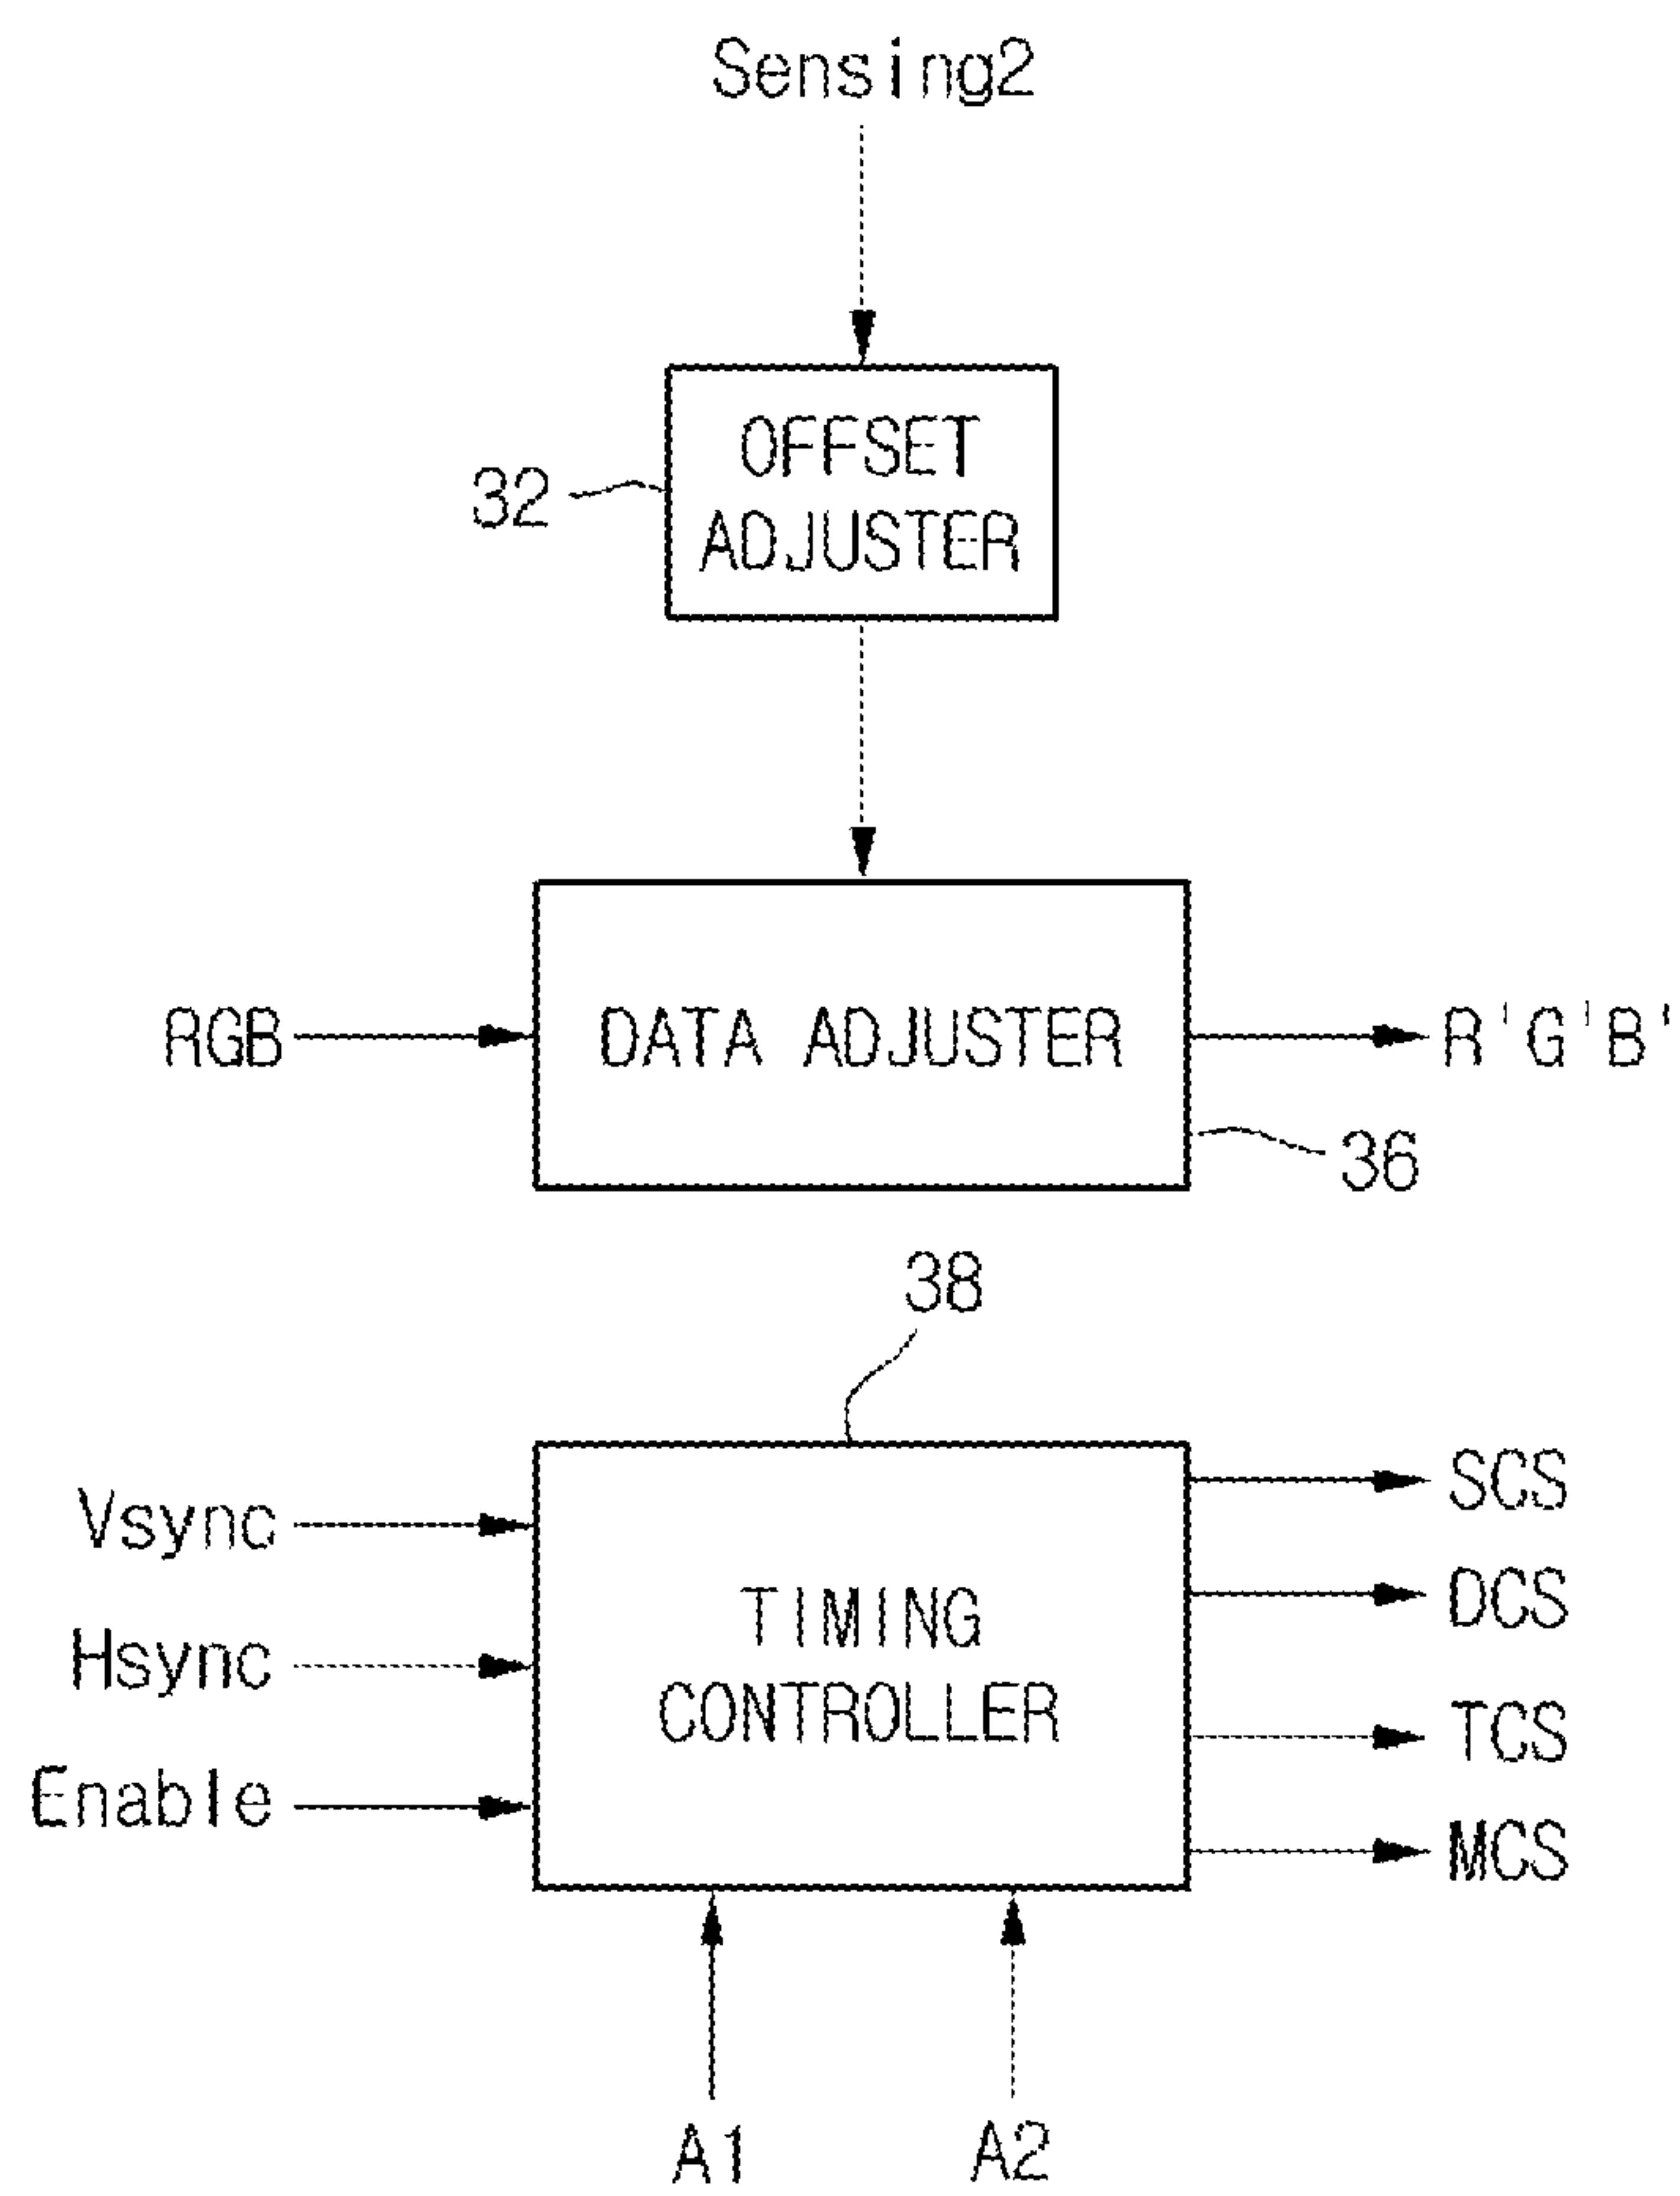 Sensing2
OFFSET
ADJUSTER
32
RGB
DATA ADJUSTER
R'G'B'
36
38
Vsync
Hsync
Enable
TIMING
CONTROLLER
SCS
DCS
TCS
MCS
A1
A2